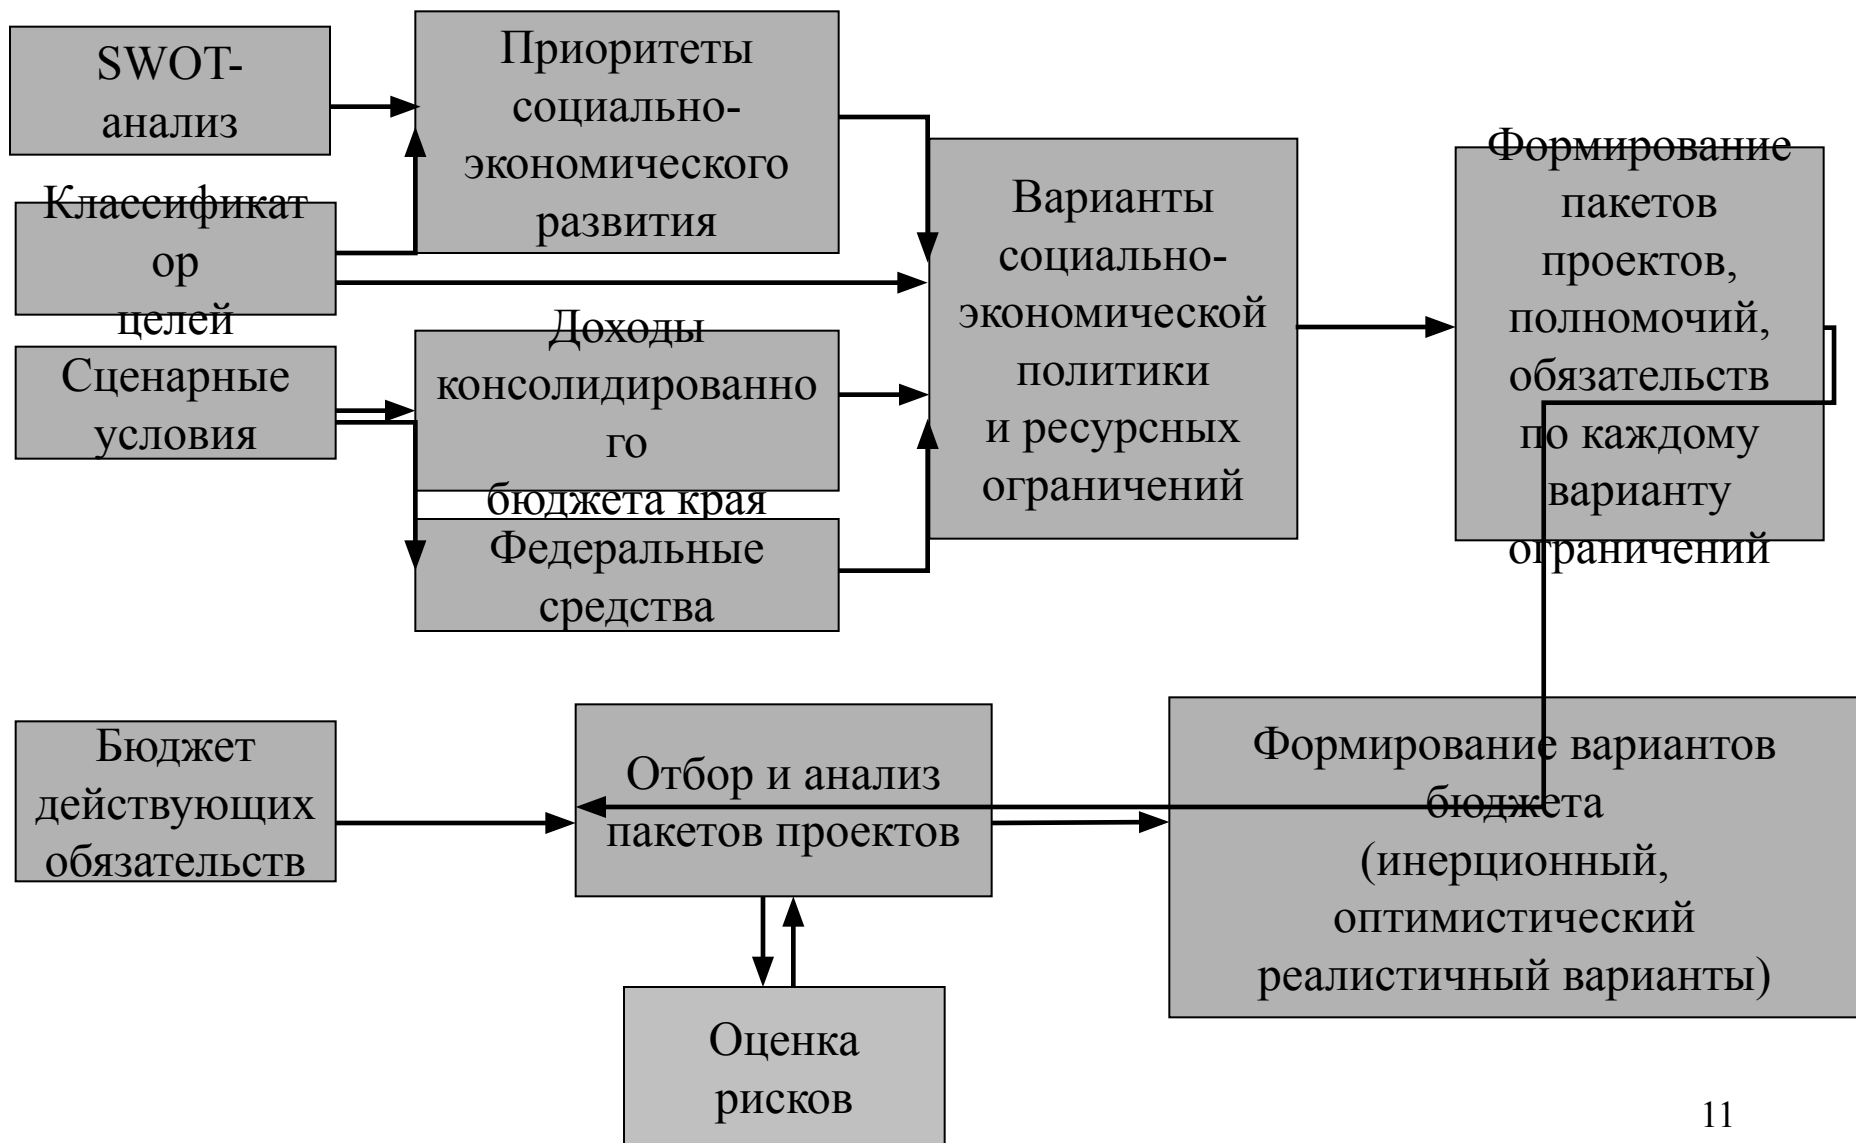 SWOT-
анализ
Приоритеты
социально-
экономического
развития
Классификат
ор
целей
Сценарные
условия
Доходы
консолидированно
го
бюджета края
Федеральные
средства
Варианты
социально-
экономической
политики
и ресурсных
ограничений
Формирование
пакетов
проектов,
полномочий,
обязательств
по каждому
варианту
ограничений
Бюджет
действующих
обязательств
Отбор и анализ
пакетов проектов
Формирование вариантов
бюджета
(инерционный,
оптимистический
реалистичный варианты)
Оценка
рисков
11